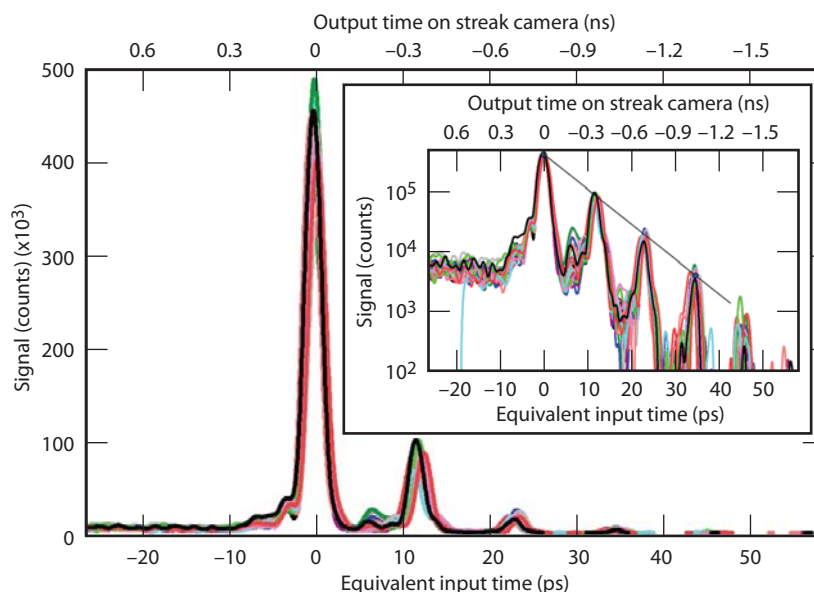 Output time on streak camera (ns)
0.6 0.3 0 –0.3 –0.6 –0.9 –1.2 –1.5
500
400
300
200
100
0
Signal (counts) (x10³)
–20 –10 0 10 20 30 40 50
Equivalent input time (ps)
Output time on streak camera (ns)
0.6 0.3 0 –0.3 –0.6 –0.9 –1.2 –1.5
10⁵
10⁴
10³
10²
Signal (counts)
–20 –10 0 10 20 30 40 50
Equivalent input time (ps)